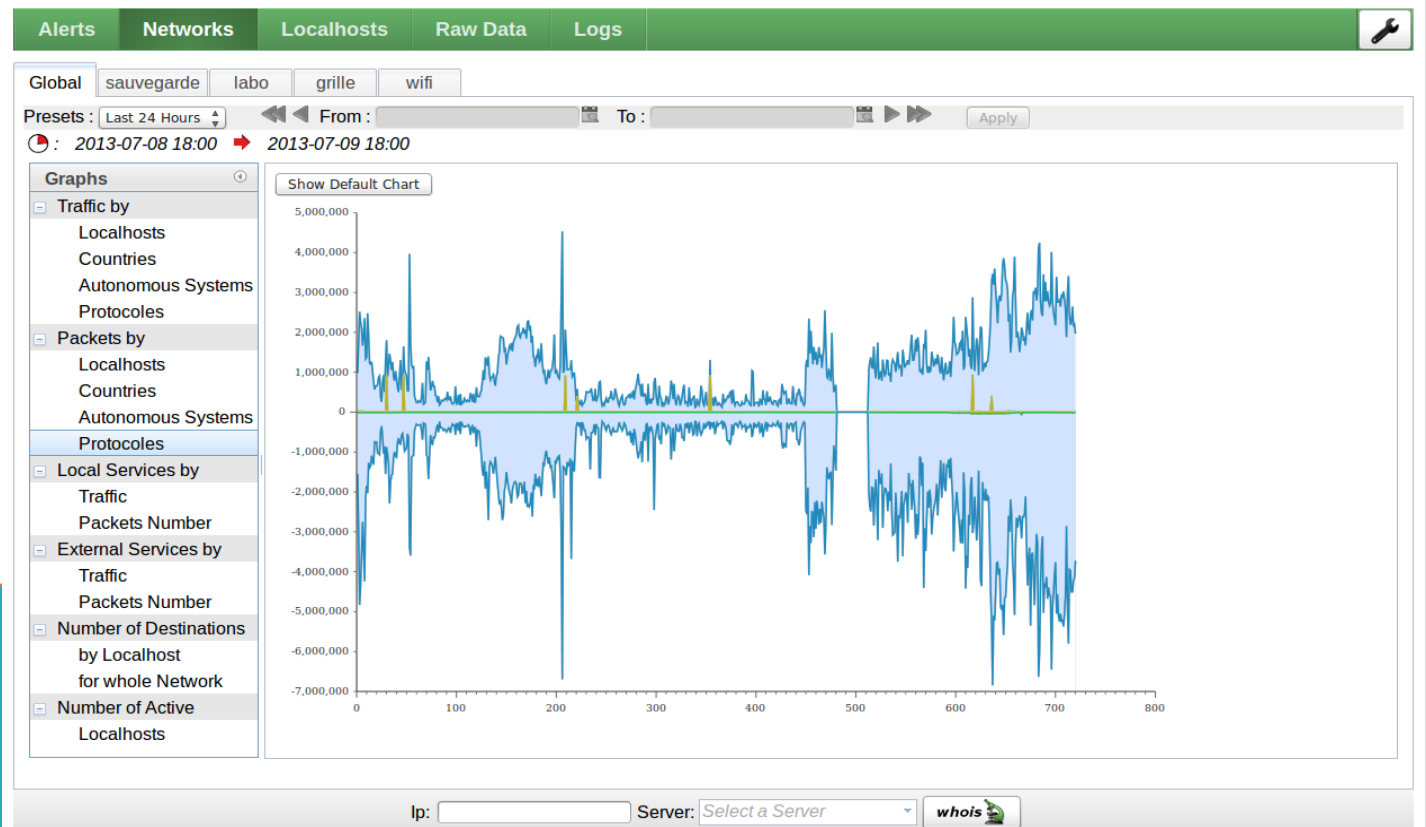 Alerts Networks Localhosts Raw Data Logs
Global sauvegarde labo grille wifi
Presets : Last 24 Hours From : To : Apply
: 2013-07-08 18:00 2013-07-09 18:00
Graphs
Traffic by
Localhosts
Countries
Autonomous Systems
Protocoles
Packets by
Localhosts
Countries
Autonomous Systems
Protocoles
Local Services by
Traffic
Packets Number
External Services by
Traffic
Packets Number
Number of Destinations
by Localhost
for whole Network
Number of Active
Localhosts
Show Default Chart
5,000,000
4,000,000
3,000,000
2,000,000
1,000,000
0
-1,000,000
-2,000,000
-3,000,000
-4,000,000
-5,000,000
-6,000,000
-7,000,000
0 100 200 300 400 500 600 700 800
Ip: Server: Select a Server whois